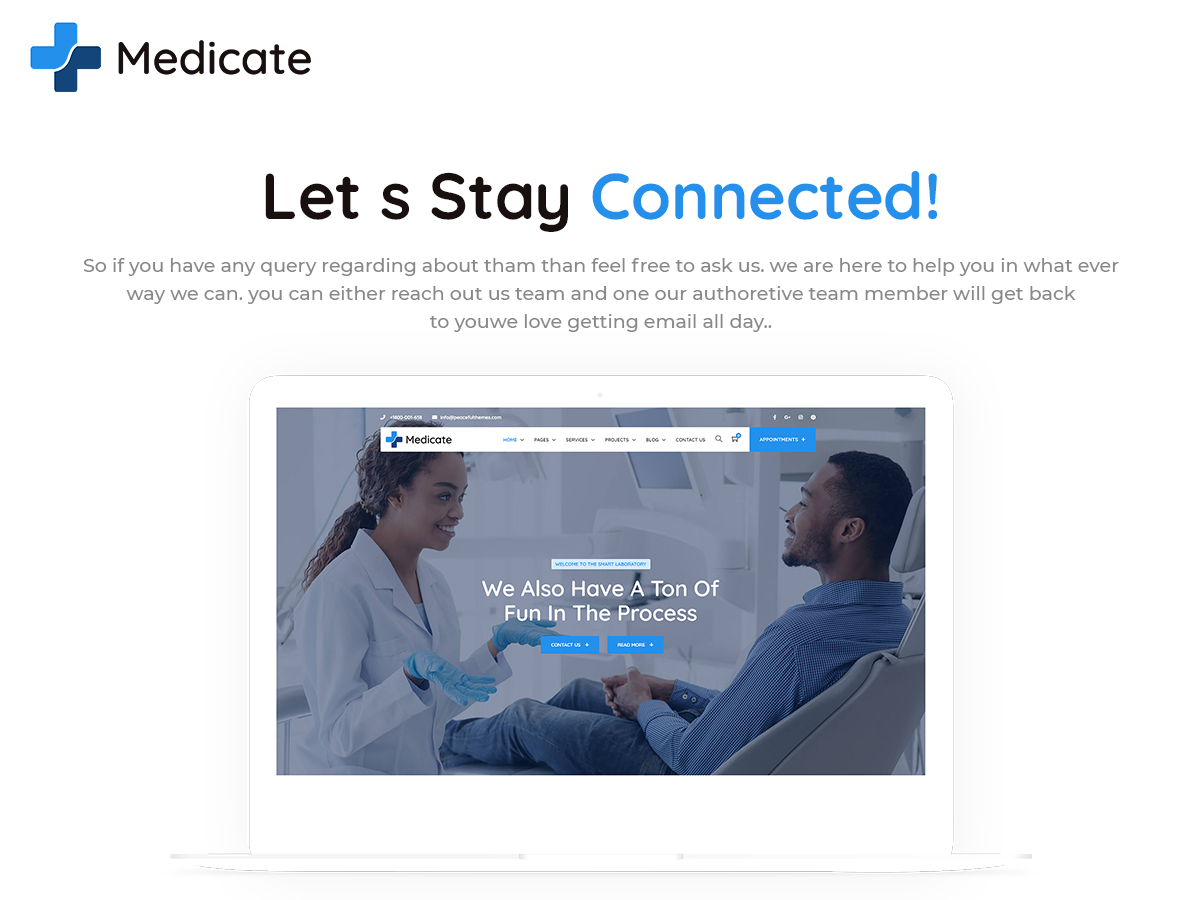 Medicate
Let s Stay Connected!
So if you have any query regarding about tham than feel free to ask us. we are here to help you in what ever
way we can. you can either reach out us team and one our authoretive team member will get back
to youwe love getting email all day..
+1800-001-658 info@peacefulthemes.com
Medicate HOME PAGES SERVICES PROJECTS BLOG CONTACT US APPOINTMENTS +
WELCOME TO THE SMART LABORATORY
We Also Have A Ton Of
Fun In The Process
CONTACT US + READ MORE +